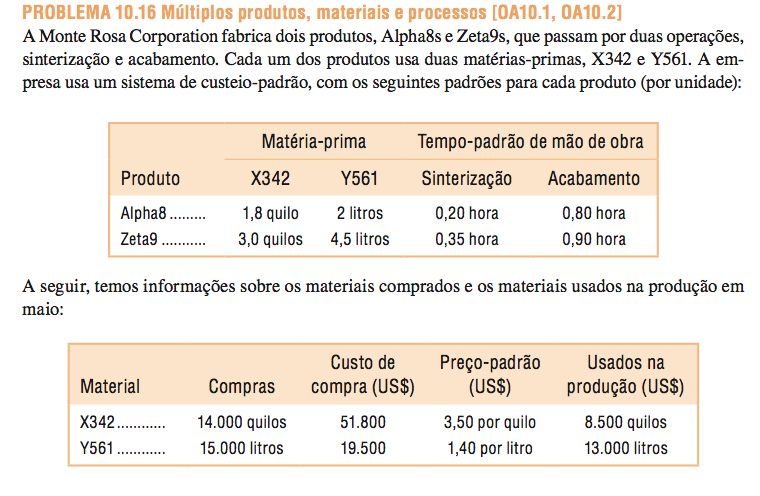 PROBLEMA 10.16 Múltiplos produtos, materiais e processos [OA10.1, OA10.2]
A Monte Rosa Corporation fabrica dois produtos, Alpha8s e Zeta9s, que passam por duas operações,
sinterização e acabamento. Cada um dos produtos usa duas matérias-primas, X342 e Y561. A em-
presa usa um sistema de custeio-padrão, com os seguintes padrões para cada produto (por unidade):
Matéria-prima Tempo-padrão de mão de obra
Produto X342 Y561 Sinterização Acabamento
Alpha8 ......... 1,8 quilo 2 litros 0,20 hora 0,80 hora
Zeta9 ........... 3,0 quilos 4,5 litros 0,35 hora 0,90 hora
A seguir, temos informações sobre os materiais comprados e os materiais usados na produção em
maio:
Custo de Preço-padrão Usados na
Material Compras compra (US$) (US$) produção (US$)
X342 ............ 14.000 quilos 51.800 3,50 por quilo 8.500 quilos
Y561 ............ 15.000 litros 19.500 1,40 por litro 13.000 litros